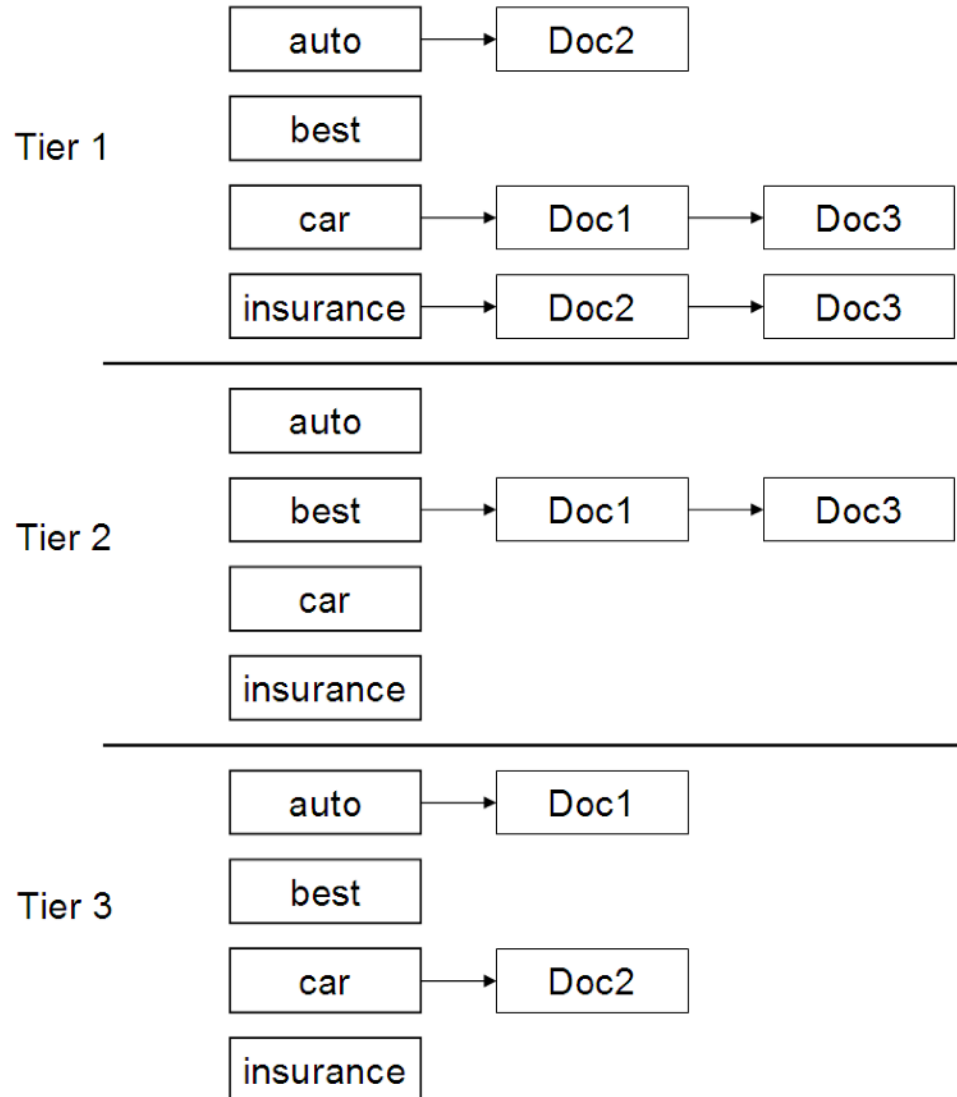 auto Doc2
best
Tier 1
car Doc1 Doc3
insurance Doc2 Doc3
auto
best Doc1 Doc3
Tier 2
car
insurance
auto Doc1
best
Tier 3
car Doc2
insurance